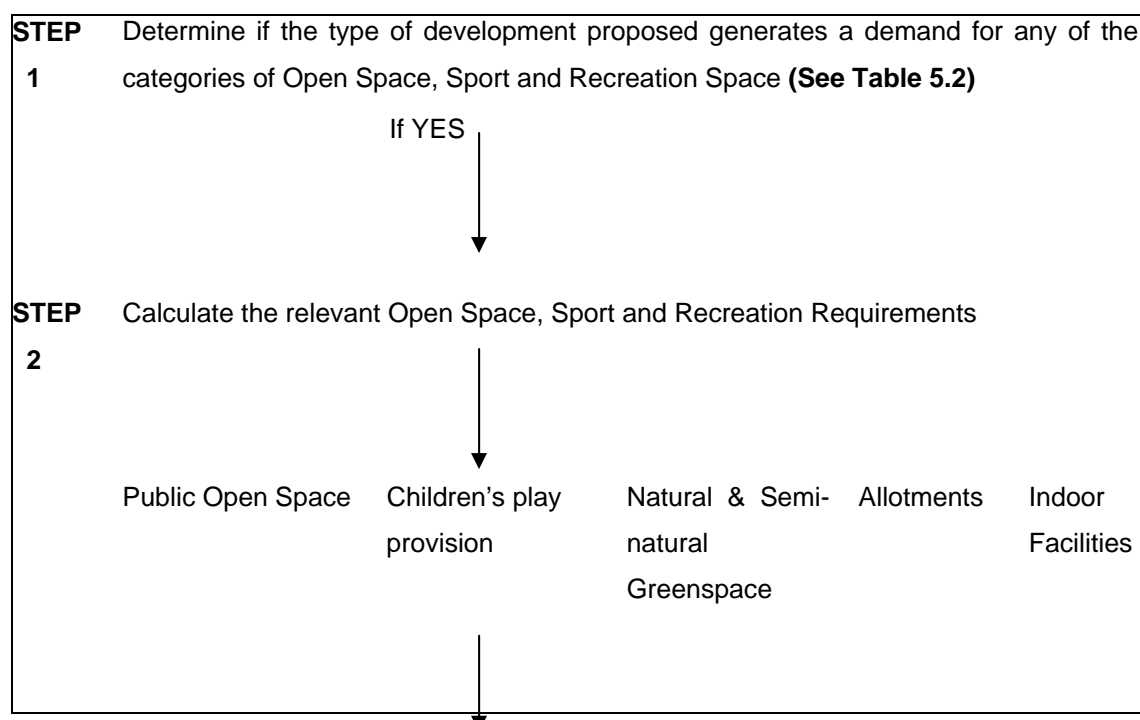 STEP Determine if the type of development proposed generates a demand for any of the
1 categories of Open Space, Sport and Recreation Space (See Table 5.2)
If YES
STEP Calculate the relevant Open Space, Sport and Recreation Requirements
2
Public Open Space Children’s play Natural & Semi- Allotments Indoor
provision natural Facilities
Greenspace